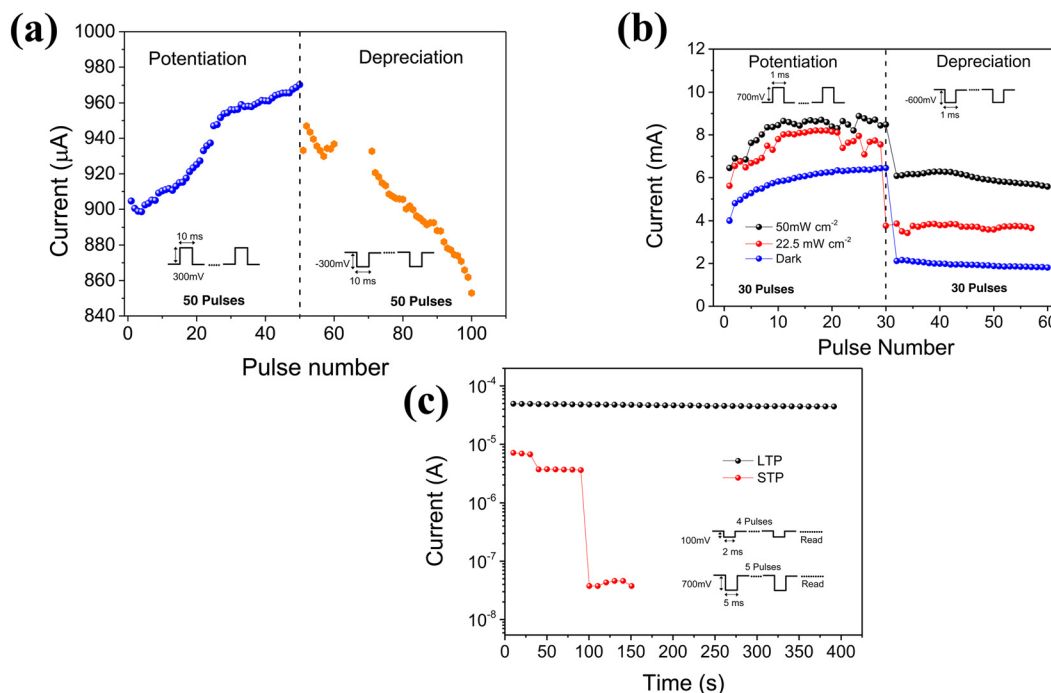 (a)
1000
980
960
940
920
900
880
860
840
Current (μA)
Potentiation
Depreciation
10 ms
300mV
50 Pulses
-300mV
10 ms
50 Pulses
0
20
40
60
80
100
Pulse number
(b)
12
10
8
6
4
2
0
Current (mA)
Potentiation
1 ms
700mV
Depreciation
-600mV
1 ms
50mW cm⁻²
22.5 mW cm⁻²
Dark
30 Pulses
30 Pulses
0
10
20
30
40
50
60
Pulse Number
(c)
10⁻⁴
10⁻⁵
10⁻⁶
10⁻⁷
10⁻⁸
Current (A)
LTP
STP
4 Pulses
100mV
2 ms
Read
5 Pulses
700mV
5 ms
Read
0
50
100
150
200
250
300
350
400
Time (s)